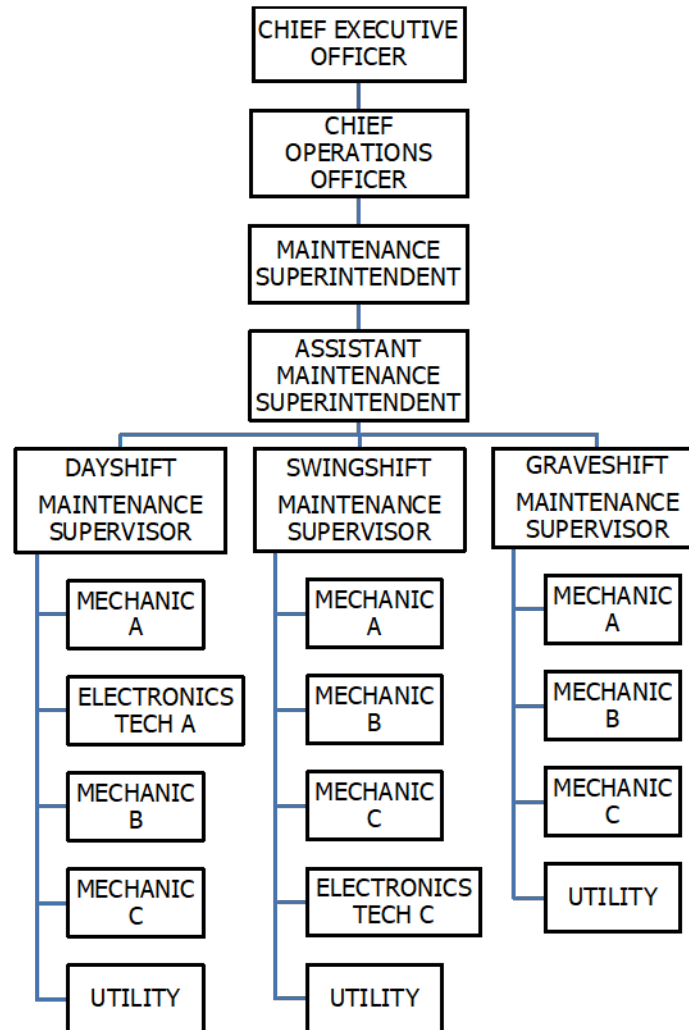 CHIEF EXECUTIVE
OFFICER
CHIEF
OPERATIONS
OFFICER
MAINTENANCE
SUPERINTENDENT
ASSISTANT
MAINTENANCE
SUPERINTENDENT
DAYSHIFT
MAINTENANCE
SUPERVISOR
MECHANIC
A
ELECTRONICS
TECH A
MECHANIC
B
MECHANIC
C
UTILITY
SWINGSHIFT
MAINTENANCE
SUPERVISOR
MECHANIC
A
MECHANIC
B
MECHANIC
C
ELECTRONICS
TECH C
UTILITY
GRAVESHIFT
MAINTENANCE
SUPERVISOR
MECHANIC
A
MECHANIC
B
MECHANIC
C
UTILITY